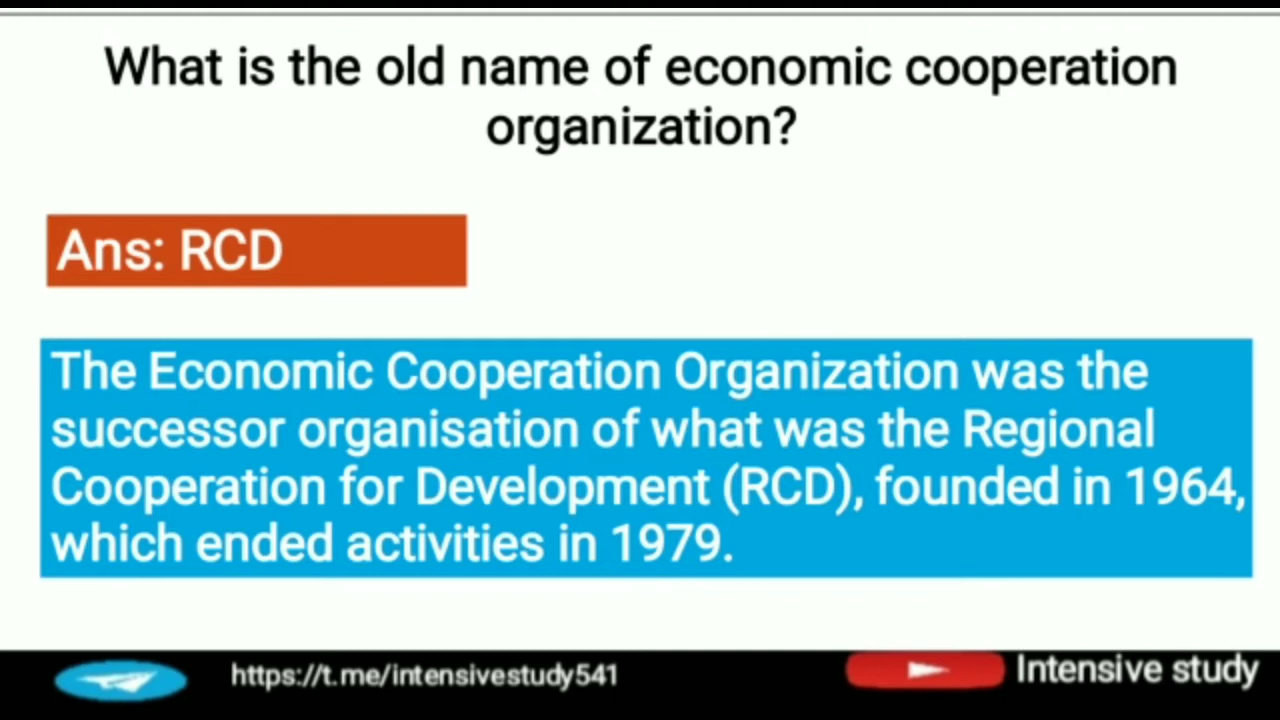 What is the old name of economic cooperation
organization?
Ans: RCD
The Economic Cooperation Organization was the
successor organisation of what was the Regional
Cooperation for Development (RCD), founded in 1964,
which ended activities in 1979.
https://t.me/intensivestudy541
Intensive study